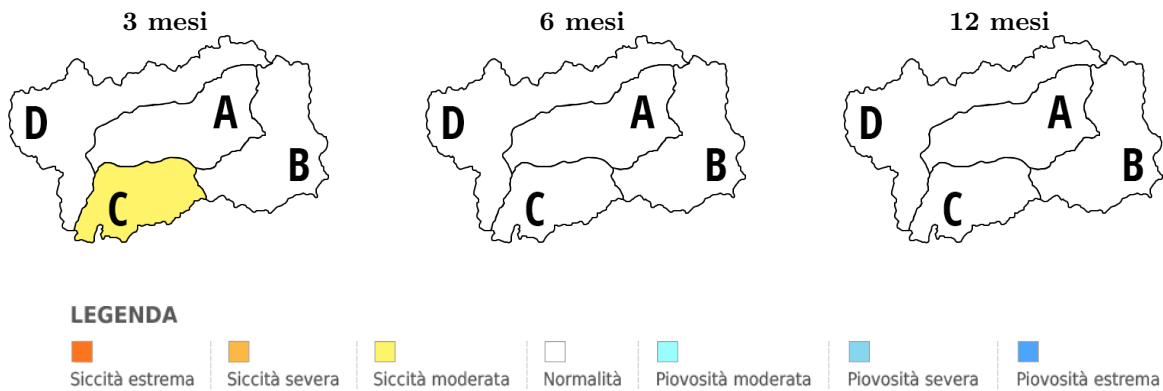 3 mesi 6 mesi 12 mesi
A A A
D D D
B B B
C C C
LEGENDA
Siccità estrema Siccità severa Siccità moderata Normalità Piovosità moderata Piovosità severa Piovosità estrema